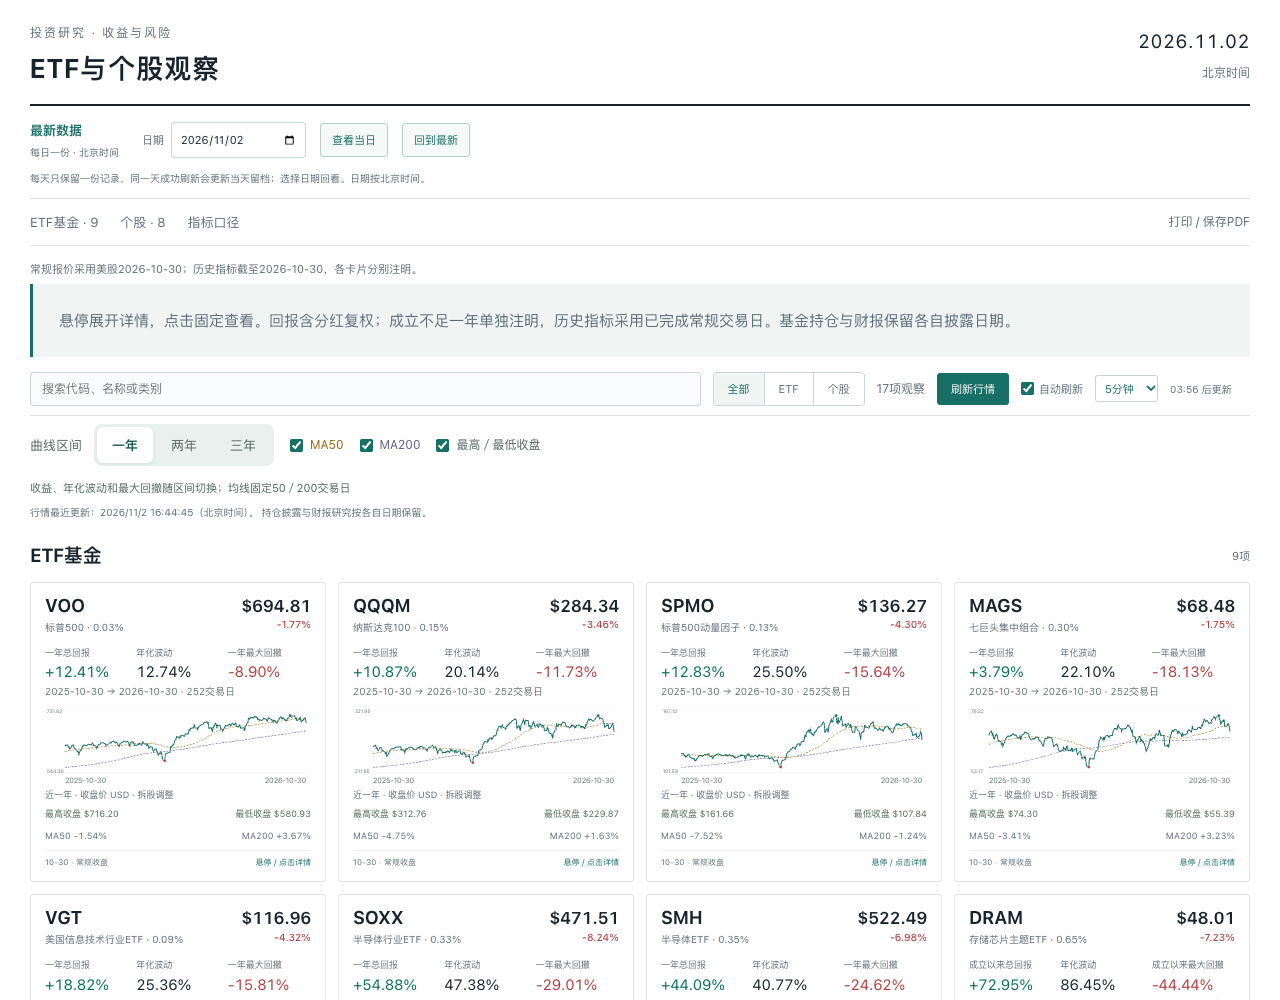 投资研究 · 收益与风险
ETF与个股观察
2026.11.02
北京时间
最新数据
每日一份 · 北京时间
日期 2026/11/02 查看当日 回到最新
每天只保留一份记录，同一天成功刷新会更新当天留档；选择日期回看。日期按北京时间。
ETF基金 · 9 个股 · 8 指标口径 打印 / 保存PDF
常规报价采用美股2026-10-30；历史指标截至2026-10-30，各卡片分别注明。
悬停展开详情，点击固定查看。回报含分红复权；成立不足一年单独注明，历史指标采用已完成常规交易日。基金持仓与财报保留各自披露日期。
搜索代码、名称或类别 全部 ETF 个股 17项观察 刷新行情 自动刷新 5分钟 03:56 后更新
曲线区间 一年 两年 三年 MA50 MA200 最高 / 最低收盘
收益、年化波动和最大回撤随区间切换；均线固定50 / 200交易日
行情最近更新：2026/11/2 16:44:45（北京时间）。 持仓披露与财报研究按各自日期保留。
ETF基金 9项
VOO $694.81
标普500 · 0.03% -1.77%
一年总回报 年化波动 一年最大回撤
+12.41% 12.74% -8.90%
2025-10-30 → 2026-10-30 · 252交易日
731.82
544.36
2025-10-30 2026-10-30
近一年 · 收盘价 USD · 拆股调整
最高收盘 $716.20 最低收盘 $580.93
MA50 -1.54% MA200 +3.67%
10-30 · 常规收盘 悬停 / 点击详情
QQQM $284.34
纳斯达克100 · 0.15% -3.46%
一年总回报 年化波动 一年最大回撤
+10.87% 20.14% -11.73%
2025-10-30 → 2026-10-30 · 252交易日
321.95
211.65
2025-10-30 2026-10-30
近一年 · 收盘价 USD · 拆股调整
最高收盘 $312.76 最低收盘 $229.87
MA50 -4.75% MA200 +1.63%
10-30 · 常规收盘 悬停 / 点击详情
SPMO $136.27
标普500动量因子 · 0.13% -4.30%
一年总回报 年化波动 一年最大回撤
+12.83% 25.50% -15.64%
2025-10-30 → 2026-10-30 · 252交易日
167.12
101.59
2025-10-30 2026-10-30
近一年 · 收盘价 USD · 拆股调整
最高收盘 $161.66 最低收盘 $107.84
MA50 -7.52% MA200 -1.24%
10-30 · 常规收盘 悬停 / 点击详情
MAGS $68.48
七巨头集中组合 · 0.30% -1.75%
一年总回报 年化波动 一年最大回撤
+3.79% 22.10% -18.13%
2025-10-30 → 2026-10-30 · 252交易日
76.22
53.17
2025-10-30 2026-10-30
近一年 · 收盘价 USD · 拆股调整
最高收盘 $74.30 最低收盘 $55.39
MA50 -3.41% MA200 +3.23%
10-30 · 常规收盘 悬停 / 点击详情
VGT $116.96
美国信息技术行业ETF · 0.09% -4.32%
一年总回报 年化波动 一年最大回撤
+18.82% 25.36% -15.81%
SOXX $471.51
半导体行业ETF · 0.33% -8.24%
一年总回报 年化波动 一年最大回撤
+54.88% 47.38% -29.01%
SMH $522.49
半导体ETF · 0.35% -6.98%
一年总回报 年化波动 一年最大回撤
+44.09% 40.77% -24.62%
DRAM $48.01
存储芯片主题ETF · 0.65% -7.23%
成立以来总回报 年化波动 成立以来最大回撤
+72.95% 86.45% -44.44%